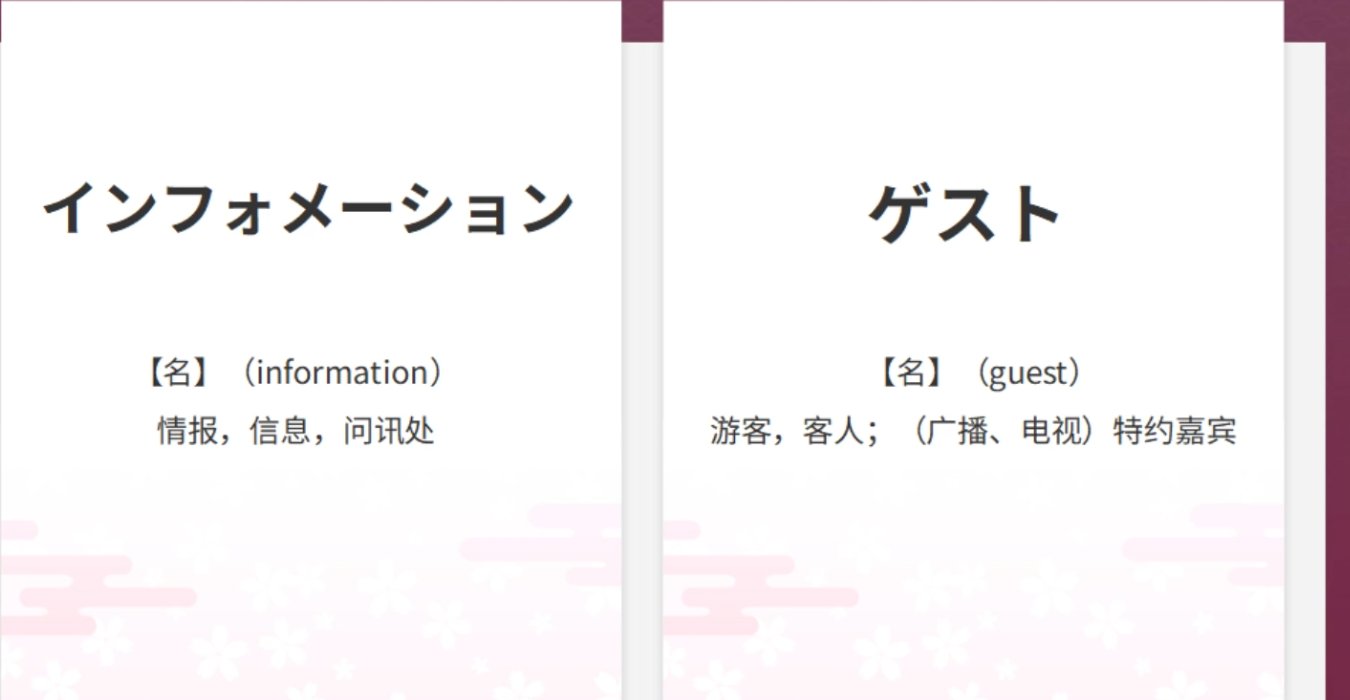 インフォメーション
【名】（information）
情报，信息，问讯处
ゲスト
【名】（guest）
游客，客人；（广播、电视）特约嘉宾